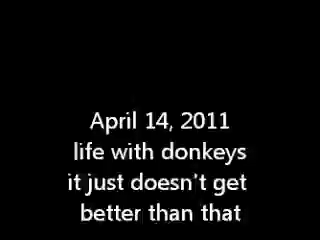 April 14, 2011
life with donkeys
it just doesn't get
better than that